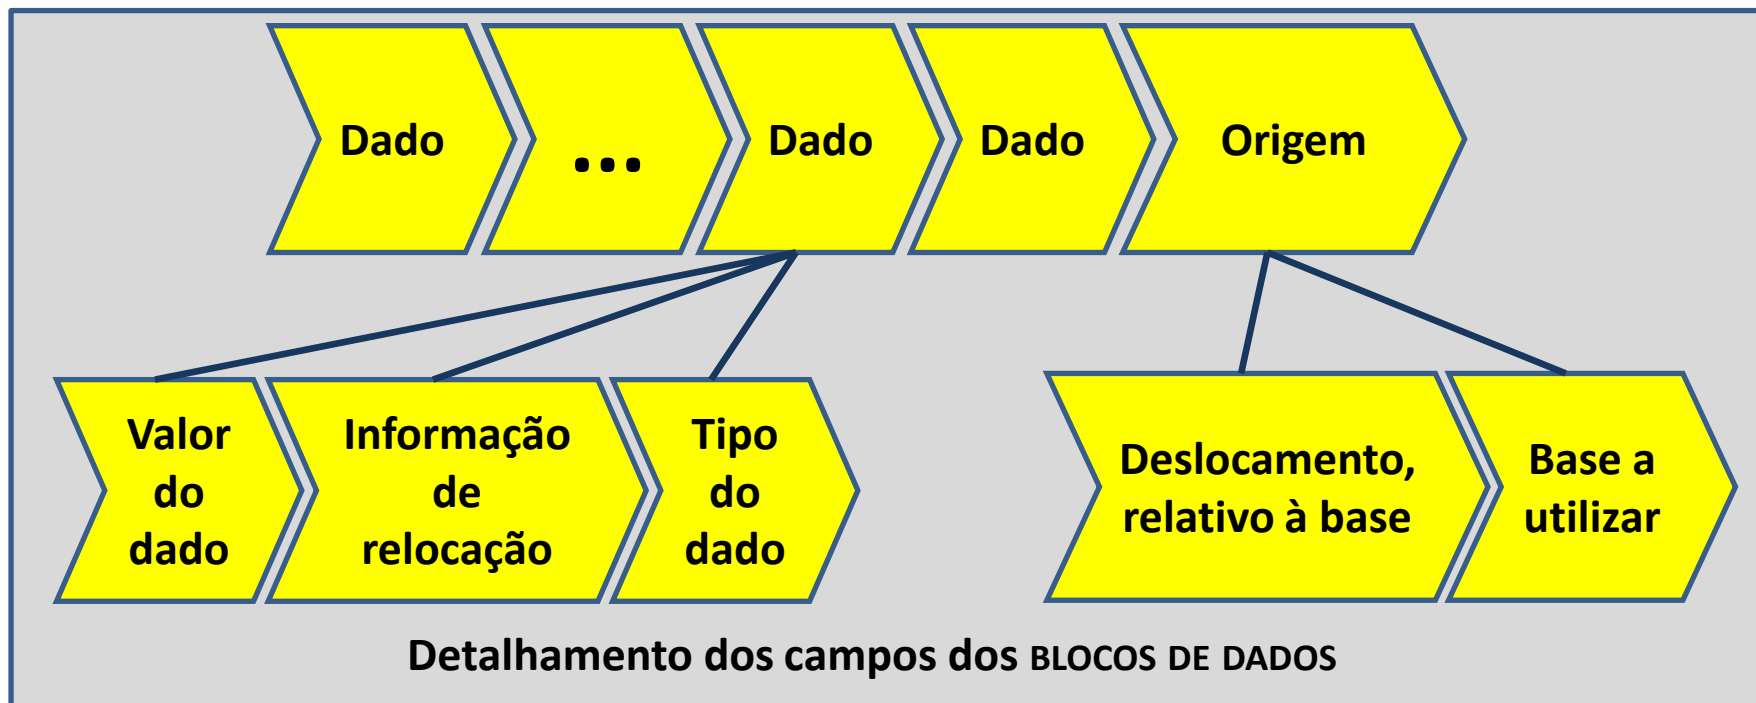 Dado
...
Dado
Dado
Origem
Valor
do
dado
Informação
de
relocação
Tipo
do
dado
Deslocamento,
relativo à base
Base a
utilizar
Detalhamento dos campos dos BLOCOS DE DADOS